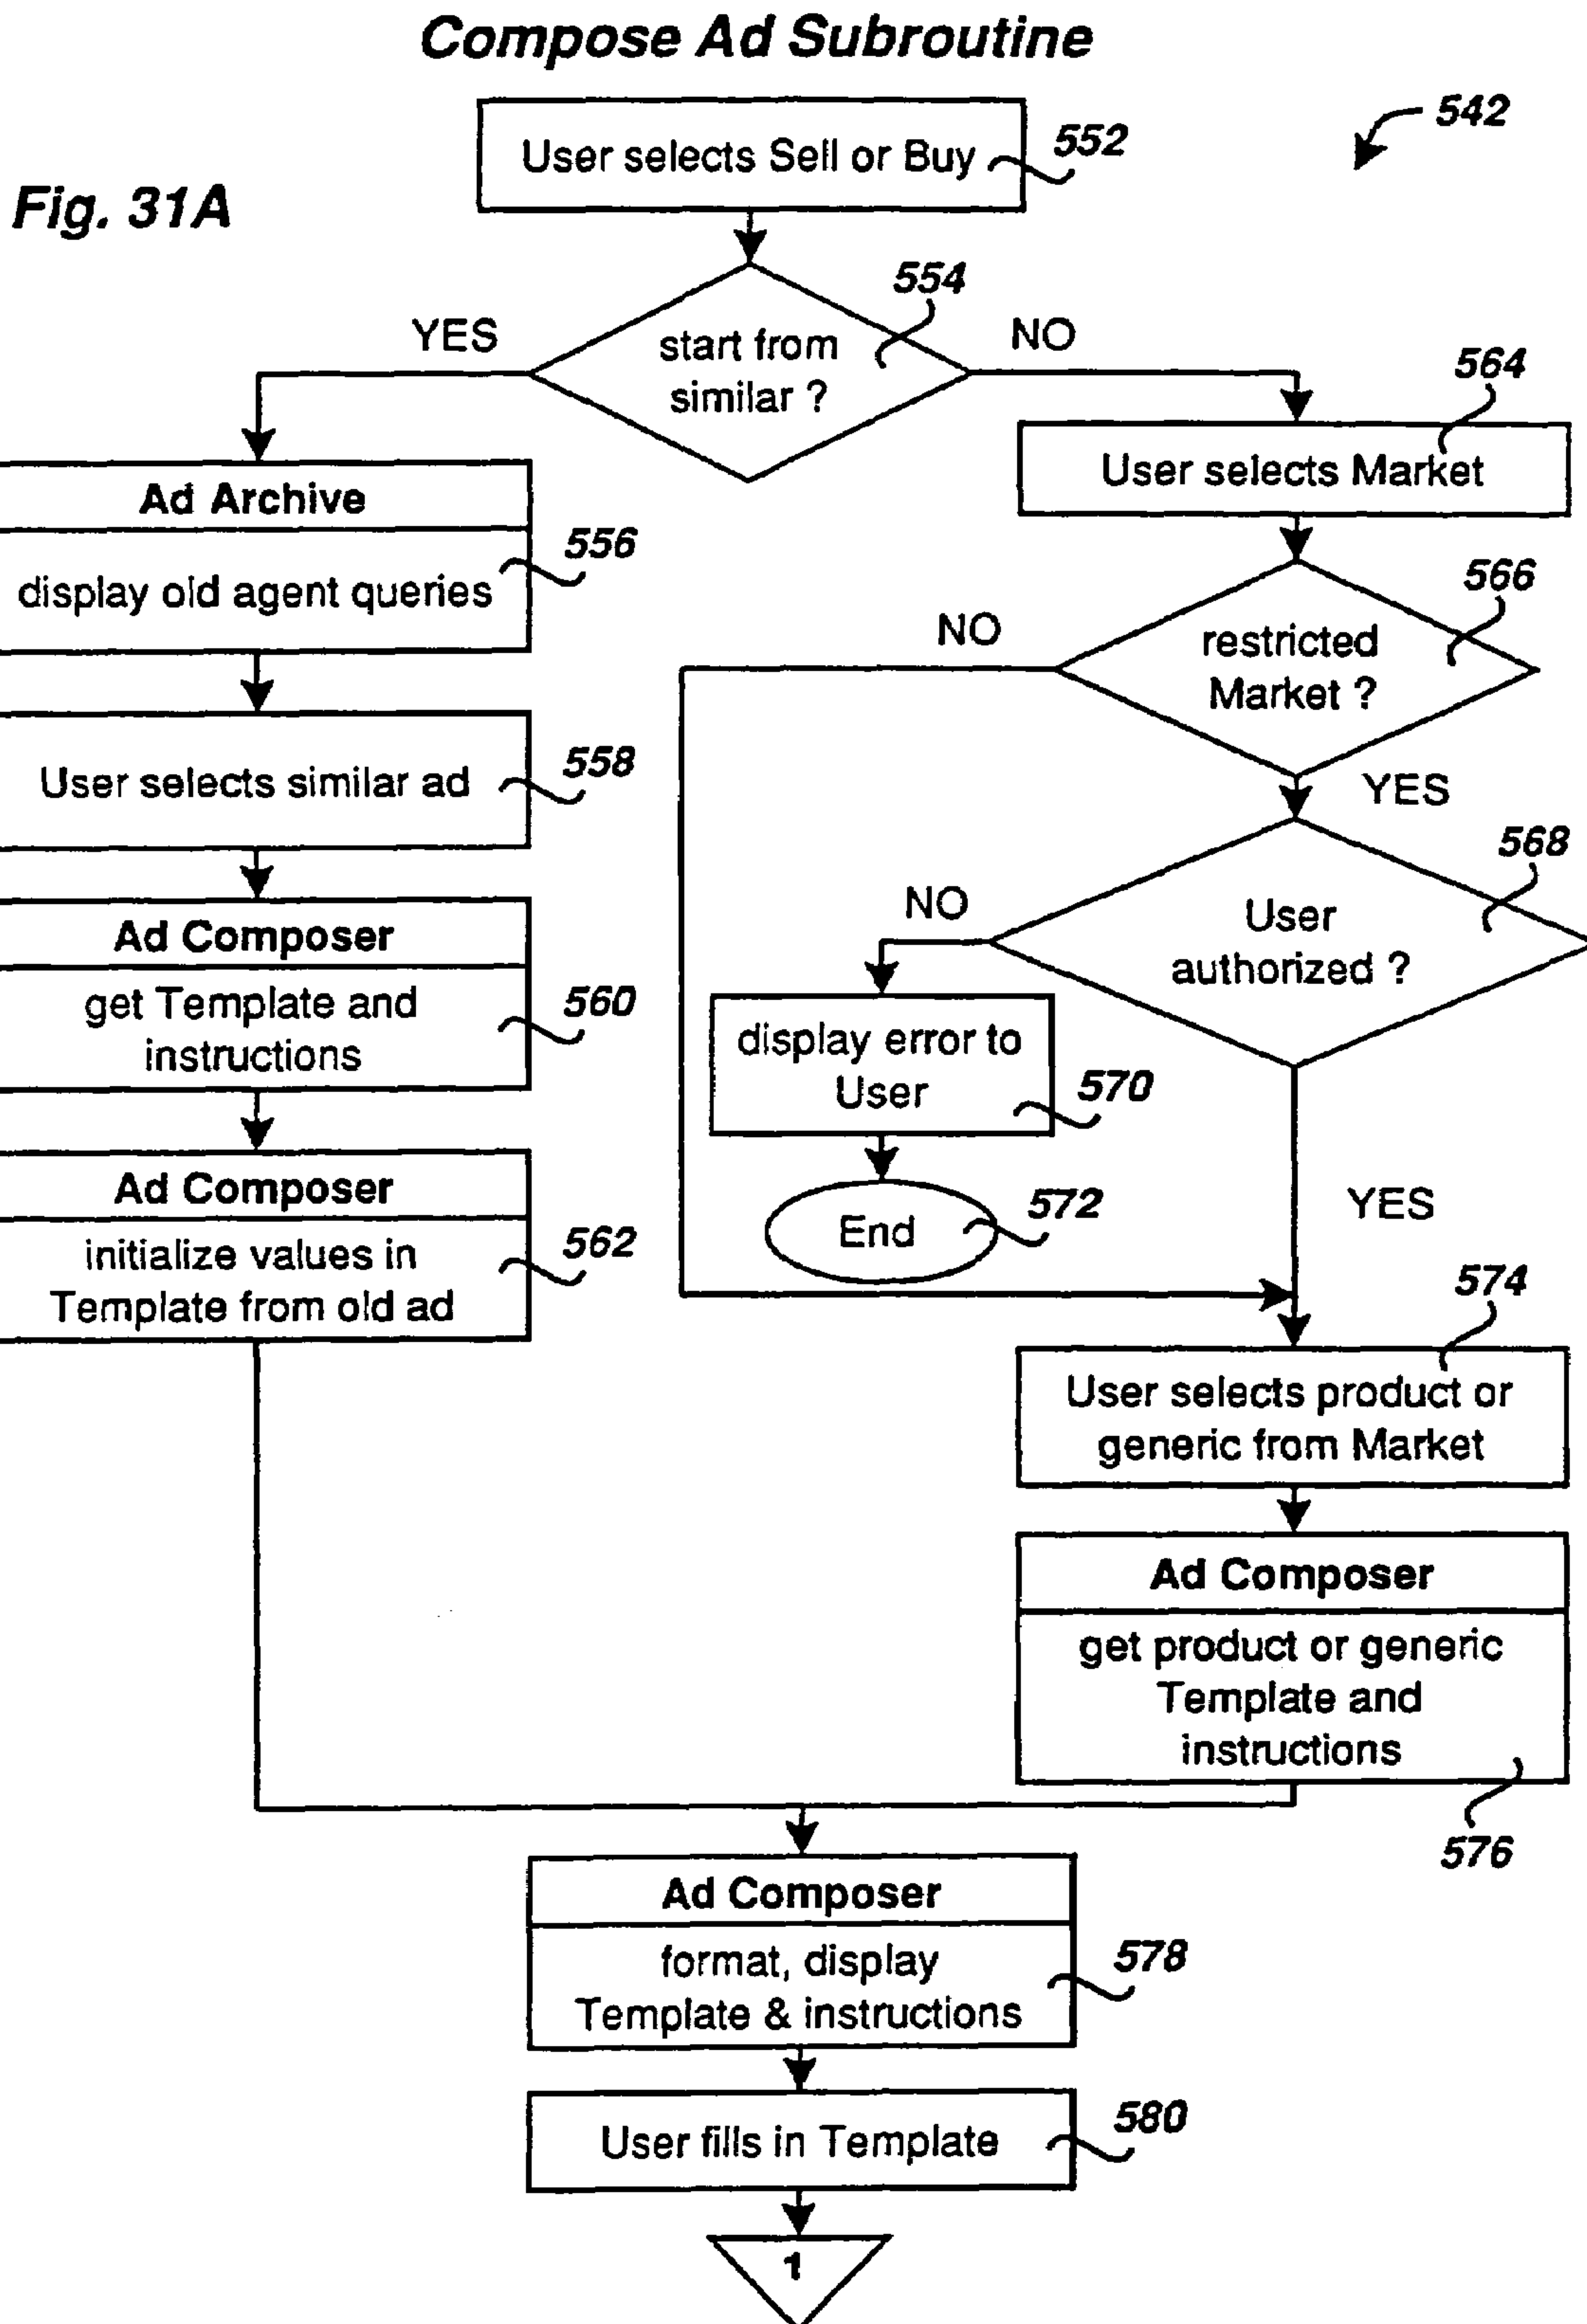 Compose Ad Subroutine
542
User selects Sell or Buy
552
Fig. 31A
554
YES
start from
similar ?
NO
564
User selects Market
Ad Archive
display old agent queries
556
566
restricted
Market ?
NO
YES
User selects similar ad
558
568
User
authorized ?
NO
YES
Ad Composer
get Template and
instructions
560
display error to
User
570
End
572
Ad Composer
initialize values in
Template from old ad
562
574
User selects product or
generic from Market
Ad Composer
get product or generic
Template and
instructions
576
Ad Composer
format, display
Template & instructions
578
User fills in Template
580
1